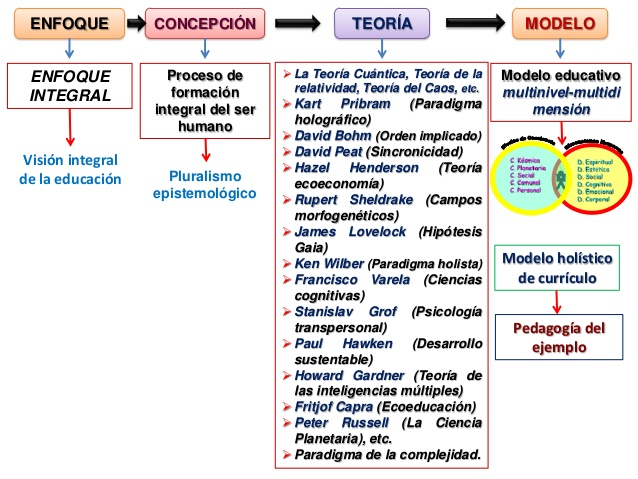 ENFOQUE
CONCEPCIÓN
TEORÍA
MODELO
ENFOQUE
INTEGRAL
Visión integral
de la educación
Proceso de
formación
integral del ser
humano
Pluralismo
epistemológico
La Teoría Cuántica, Teoría de la
relatividad, Teoría del Caos, etc.
Kart Pribram (Paradigma
holográfico)
David Bohm (Orden implicado)
David Peat (Sincronicidad)
Hazel Henderson (Teoría
ecoeconomía)
Rupert Sheldrake (Campos
morfogenéticos)
James Lovelock (Hipótesis
Gaia)
Ken Wilber (Paradigma holista)
Francisco Varela (Ciencias
cognitivas)
Stanislav Grof (Psicología
transpersonal)
Paul Hawken (Desarrollo
sustentable)
Howard Gardner (Teoría de
las inteligencias múltiples)
Fritjof Capra (Ecoeducación)
Peter Russell (La Ciencia
Planetaria), etc.
Paradigma de la complejidad.
Modelo educativo
multinivel-multidi
mensión
C. Kósmica
C. Planetaria
C. Social
C. Comunal
C. Personal
D. Espiritual
D. Estética
D. Social
D. Cognitiva
D. Emocional
D. Corporal
Modelo holístico
de currículo
Pedagogía del
ejemplo